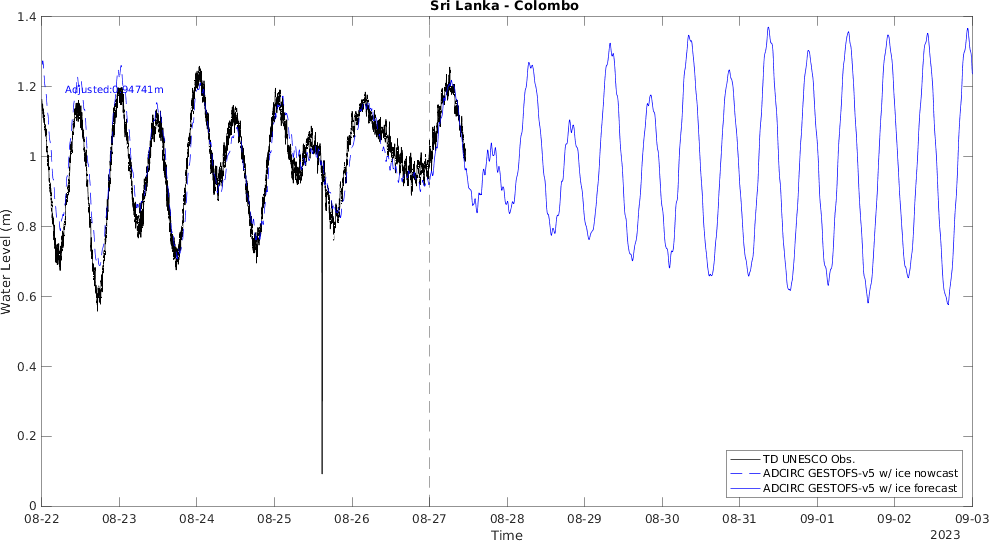 Sri Lanka - Colombo
1.4
1.2
1
0.8
0.6
0.4
0.2
0
Water Level (m)
Adjusted:0.94741m
TD UNESCO Obs.
ADCIRC GESTOFS-v5 w/ ice nowcast
ADCIRC GESTOFS-v5 w/ ice forecast
08-22 08-23 08-24 08-25 08-26 08-27 08-28 08-29 08-30 08-31 09-01 09-02 09-03
Time
2023